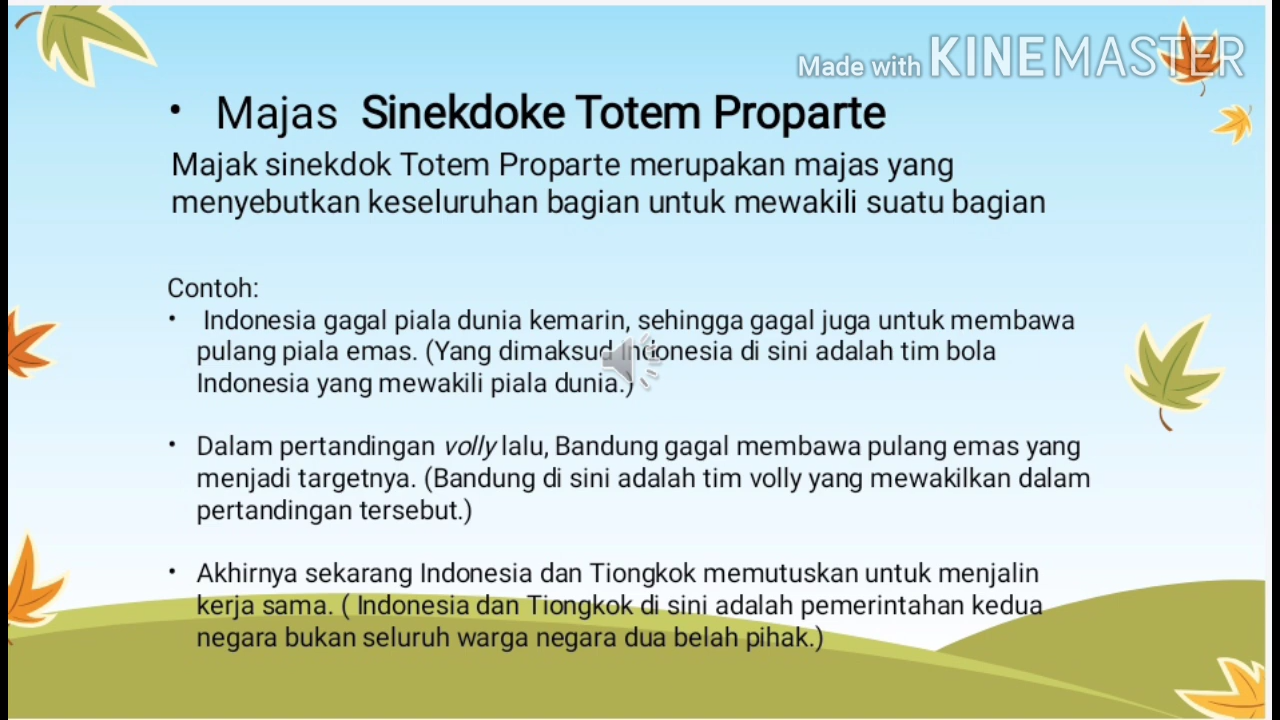 Made with KINEMASTER
• Majas Sinekdoke Totem Proparte
Majak sinekdok Totem Proparte merupakan majas yang
menyebutkan keseluruhan bagian untuk mewakili suatu bagian
Contoh:
• Indonesia gagal piala dunia kemarin, sehingga gagal juga untuk membawa
pulang piala emas. (Yang dimaksud Indonesia di sini adalah tim bola
Indonesia yang mewakili piala dunia.)
• Dalam pertandingan volly lalu, Bandung gagal membawa pulang emas yang
menjadi targetnya. (Bandung di sini adalah tim volly yang mewakilkan dalam
pertandingan tersebut.)
• Akhirnya sekarang Indonesia dan Tiongkok memutuskan untuk menjalin
kerja sama. ( Indonesia dan Tiongkok di sini adalah pemerintahan kedua
negara bukan seluruh warga negara dua belah pihak.)